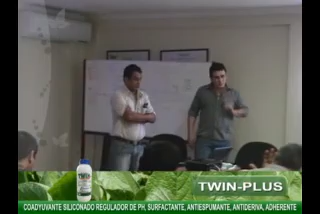 TWIN-PLUS
COADYUVANTE SILICONADO REGULADOR DE PH, SURFACTANTE, ANTIESPUMANTE, ANTIDERIVA, ADHERENTE